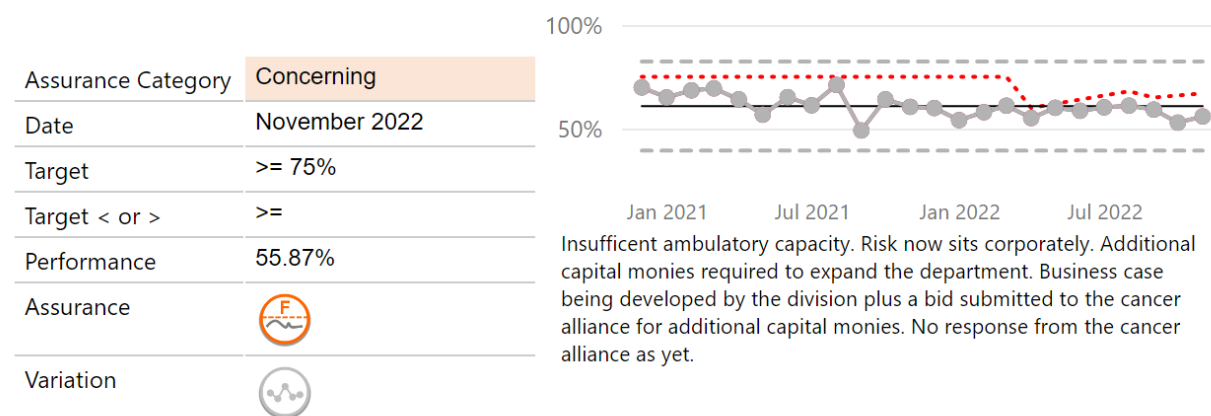 Assurance Category Concerning
Date November 2022
Target >= 75%
Target < or > >=
Performance 55.87%
Assurance F
Variation
100%
50%
Jan 2021 Jul 2021 Jan 2022 Jul 2022
Insufficent ambulatory capacity. Risk now sits corporately. Additional
capital monies required to expand the department. Business case
being developed by the division plus a bid submitted to the cancer
alliance for additional capital monies. No response from the cancer
alliance as yet.